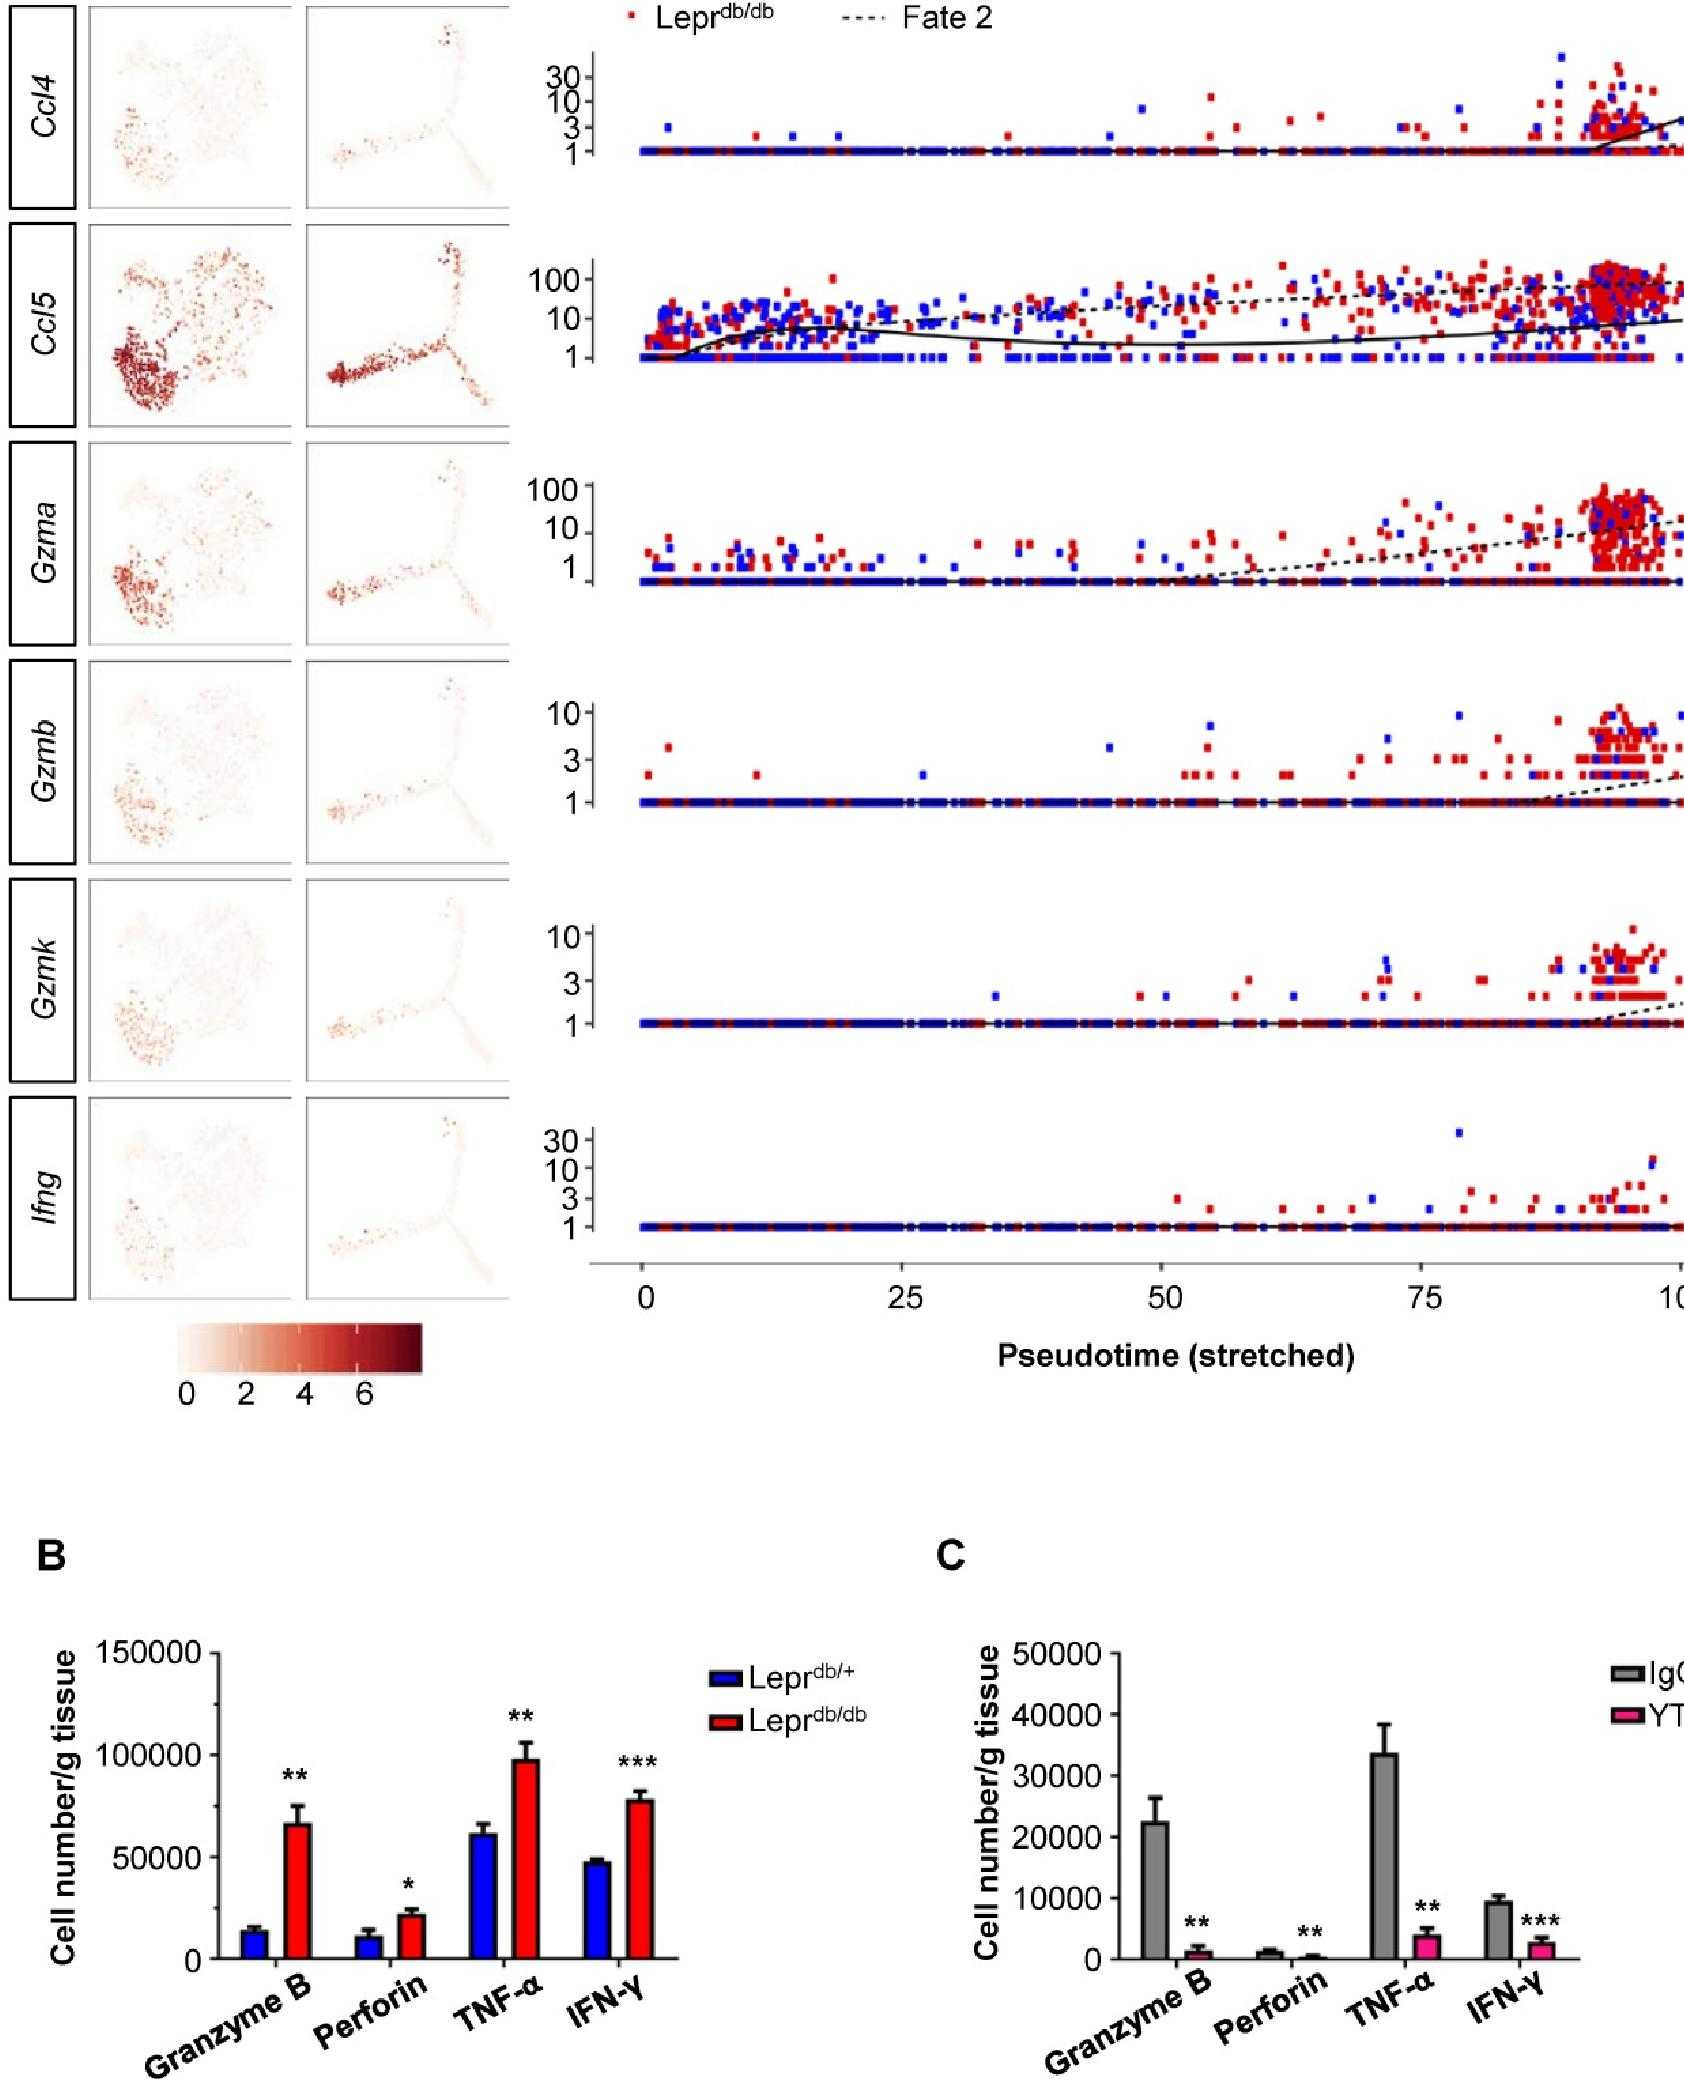 Lepr^db/db Fate 2
Ccl4
30
10
3
1
Ccl5
100
10
1
Gzma
100
10
1
Gzmb
10
3
1
Gzmk
10
3
1
Ifng
30
10
3
1
0 25 50 75 10
Pseudotime (stretched)
0 2 4 6
B
Cell number/g tissue
150000
100000
50000
0
** * ** ***
Lepr^db/+
Lepr^db/db
Granzyme B Perforin TNF-α IFN-γ
C
Cell number/g tissue
50000
40000
30000
20000
10000
0
** ** ** ***
IgG
YT
Granzyme B Perforin TNF-α IFN-γ